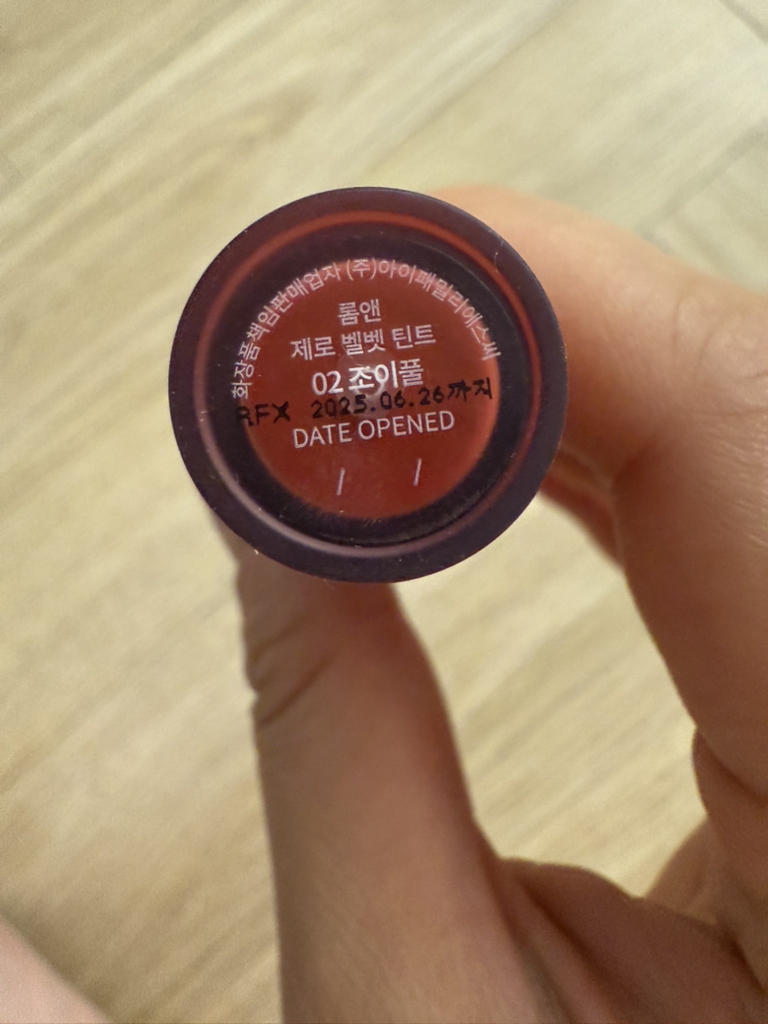 화장품책임판매업자 (주)아이패밀리에스씨
롬앤
제로 벨벳 틴트
02 조이풀
RFX 2025.06.26까지
DATE OPENED
/ /